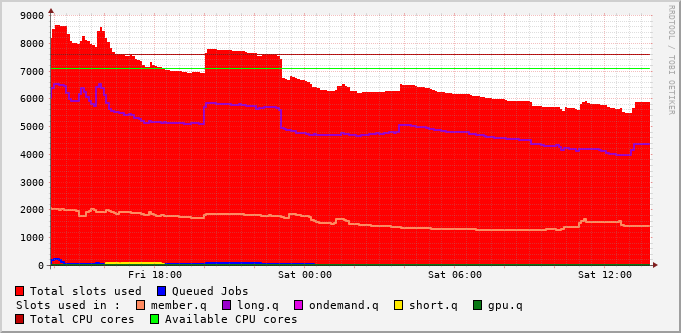 9000
8000
7000
6000
5000
4000
3000
2000
1000
0
Fri 18:00 Sat 00:00 Sat 06:00 Sat 12:00
Total slots used Queued Jobs
Slots used in : member.q long.q ondemand.q short.q gpu.q
Total CPU cores Available CPU cores
RRDTOOL / TOBI OETIKER